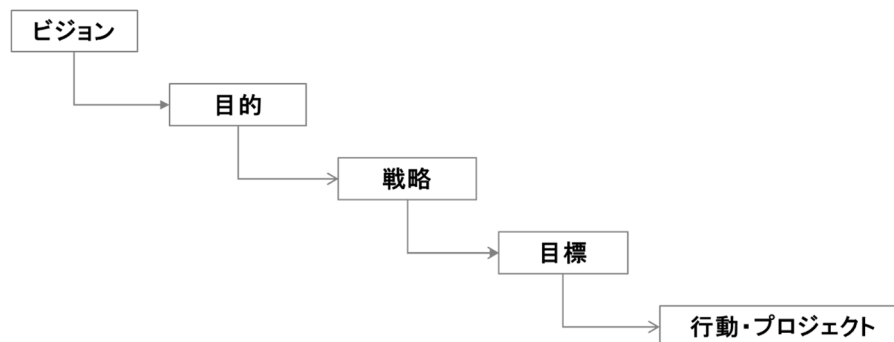 ビジョン
目的
戦略
目標
行動・プロジェクト